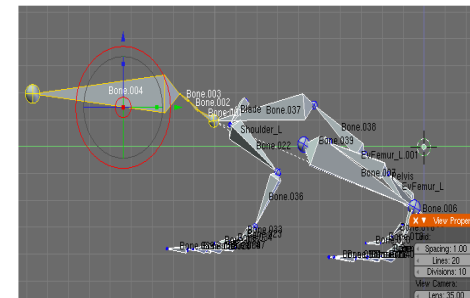 Bone.004
Bone.003
Bone.002
Blade
Bone.037
Shoulder_L
Bone.038
Bone.022
Bone.039
EvFemur_L.001
Pelvis
EvFemur_L
Bone.036
Bone.006
Bone.033
View Proper
Spacing: 1.00
Lines: 20
Divisions: 10
View Camera:
Lens: 35.00